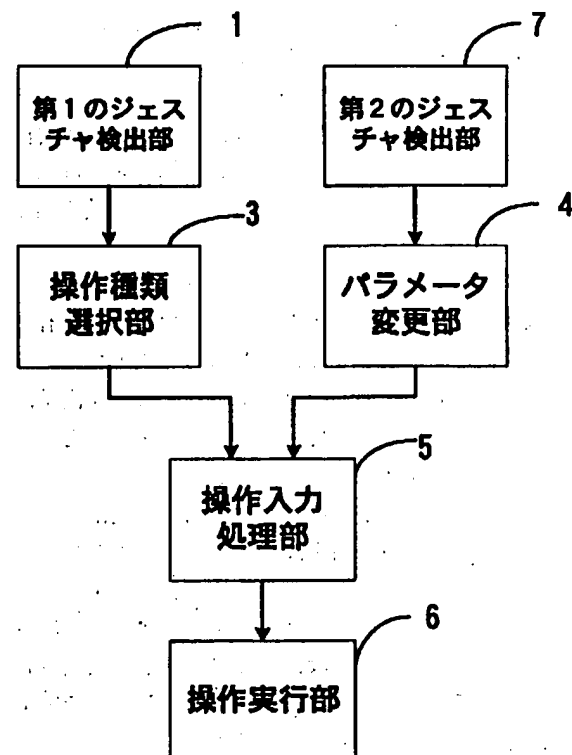 1
7
第1のジェス
チャ検出部
第2のジェス
チャ検出部
3
4
操作種類
選択部
パラメータ
変更部
5
操作入力
処理部
6
操作実行部